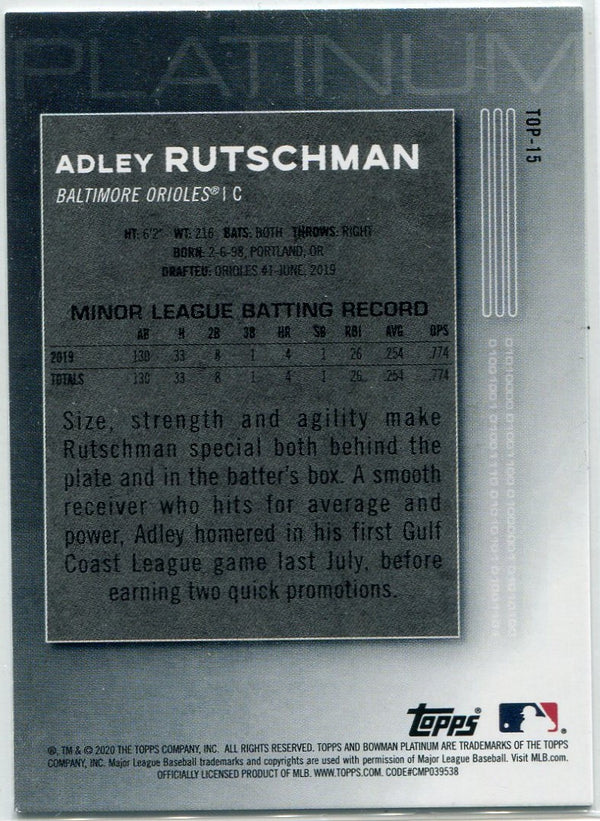 PLATINUM
TOP-15
ADLEY RUTSCHMAN
BALTIMORE ORIOLES® | C
HT: 6'2" WT: 216 BATS: BOTH THROWS: RIGHT
BORN: 2-6-98, PORTLAND, OR
DRAFTED: ORIOLES #1-JUNE, 2019
MINOR LEAGUE BATTING RECORD
AB H 2B 3B HR SB RBI AVG OPS
2019 130 33 8 1 4 1 26 .254 .774
TOTALS 130 33 8 1 4 1 26 .254 .774
Size, strength and agility make
Rutschman special both behind the
plate and in the batter's box. A smooth
receiver who hits for average and
power, Adley homered in his first Gulf
Coast League game last July, before
earning two quick promotions.
Topps®
®, TM & © 2020 THE TOPPS COMPANY, INC. ALL RIGHTS RESERVED. TOPPS AND BOWMAN PLATINUM ARE TRADEMARKS OF THE TOPPS
COMPANY, INC. Major League Baseball trademarks and copyrights are used with permission of Major League Baseball. Visit MLB.com.
OFFICIALLY LICENSED PRODUCT OF MLB. WWW.TOPPS.COM. CODE#CMP039538